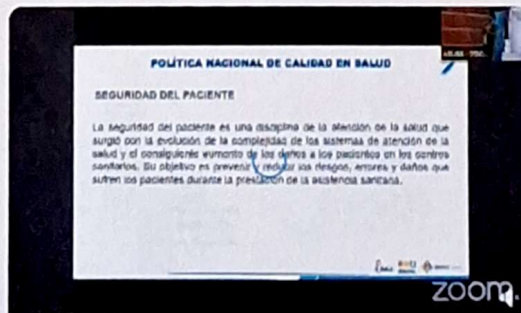 POLÍTICA NACIONAL DE CALIDAD EN SALUD
SEGURIDAD DEL PACIENTE
La seguridad del paciente es una disciplina de la atención de la salud que
surgió con la evolución de la complejidad de los sistemas de atención de la
salud y el consiguiente aumento de los daños a los pacientes en los centros
sanitarios. Su objetivo es prevenir y reducir los riesgos, errores y daños que
sufren los pacientes durante la prestación de la asistencia sanitaria.
zoom